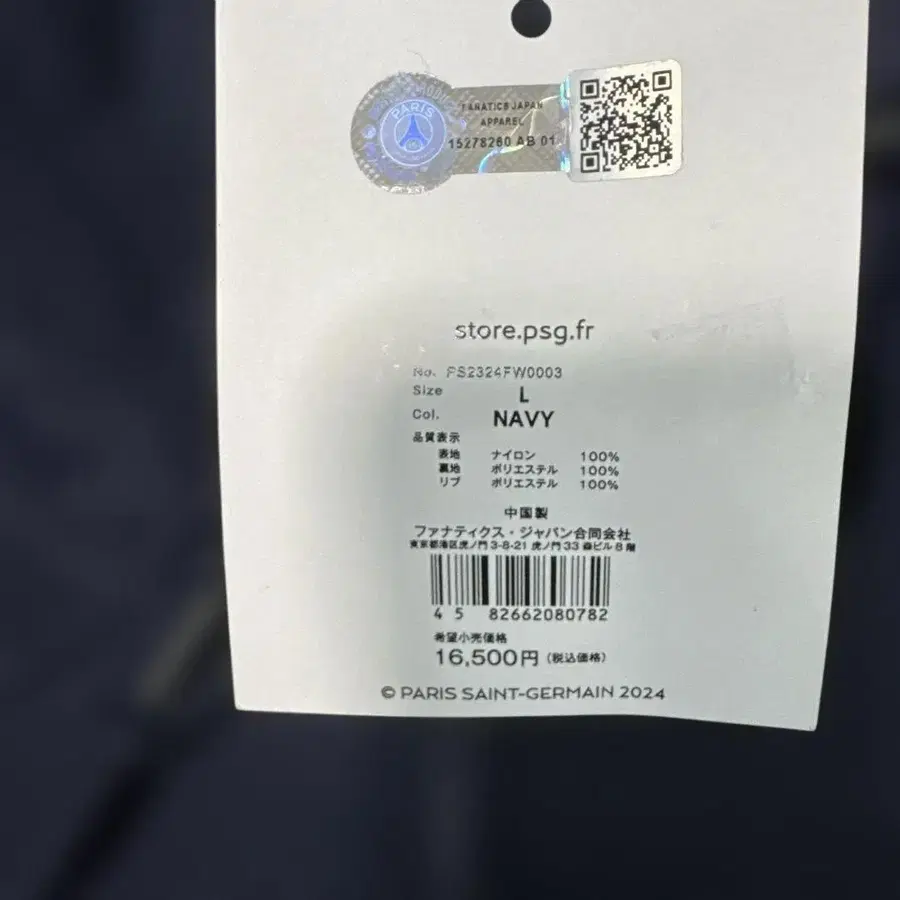 PARIS
FANATICS JAPAN
APPAREL
15278260 AB 01
store.psg.fr
No. PS2324FW0003
Size L
Col. NAVY
品質表示
表地 ナイロン 100%
裏地 ポリエステル 100%
リブ ポリエステル 100%
中国製
ファナティクス・ジャパン合同会社
東京都港区虎ノ門3-8-21 虎ノ門33森ビル8階
4 582662080782
希望小売価格
16,500円(税込価格)
© PARIS SAINT-GERMAIN 2024